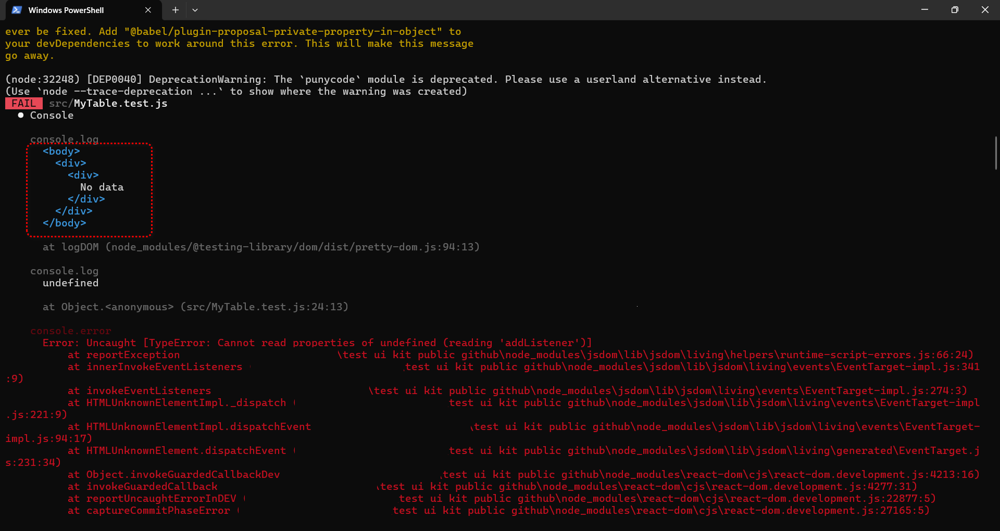 Windows PowerShell
ever be fixed. Add "@babel/plugin-proposal-private-property-in-object" to
your devDependencies to work around this error. This will make this message
go away.
(node:32248) [DEP0040] DeprecationWarning: The `punycode` module is deprecated. Please use a userland alternative instead.
(Use `node --trace-deprecation ...` to show where the warning was created)
FAIL src/MyTable.test.js
● Console
console.log
<body>
<div>
<div>
No data
</div>
</div>
</body>
at logDOM (node_modules/@testing-library/dom/dist/pretty-dom.js:94:13)
console.log
undefined
at Object.<anonymous> (src/MyTable.test.js:24:13)
console.error
Error: Uncaught [TypeError: Cannot read properties of undefined (reading 'addListener')]
at reportException \test ui kit public github\node_modules\jsdom\lib\jsdom\living\helpers\runtime-script-errors.js:66:24)
at innerInvokeEventListeners test ui kit public github\node_modules\jsdom\lib\jsdom\living\events\EventTarget-impl.js:341
:9)
at invokeEventListeners \test ui kit public github\node_modules\jsdom\lib\jsdom\living\events\EventTarget-impl.js:274:3)
at HTMLUnknownElementImpl._dispatch ( test ui kit public github\node_modules\jsdom\lib\jsdom\living\events\EventTarget-impl
.js:221:9)
at HTMLUnknownElementImpl.dispatchEvent \test ui kit public github\node_modules\jsdom\lib\jsdom\living\events\EventTarget-
impl.js:94:17)
at HTMLUnknownElement.dispatchEvent ( test ui kit public github\node_modules\jsdom\lib\jsdom\living\generated\EventTarget.j
s:231:34)
at Object.invokeGuardedCallbackDev \test ui kit public github\node_modules\react-dom\cjs\react-dom.development.js:4213:16)
at invokeGuardedCallback \test ui kit public github\node_modules\react-dom\cjs\react-dom.development.js:4277:31)
at reportUncaughtErrorInDEV ( test ui kit public github\node_modules\react-dom\cjs\react-dom.development.js:22877:5)
at captureCommitPhaseError ( test ui kit public github\node_modules\react-dom\cjs\react-dom.development.js:27165:5)